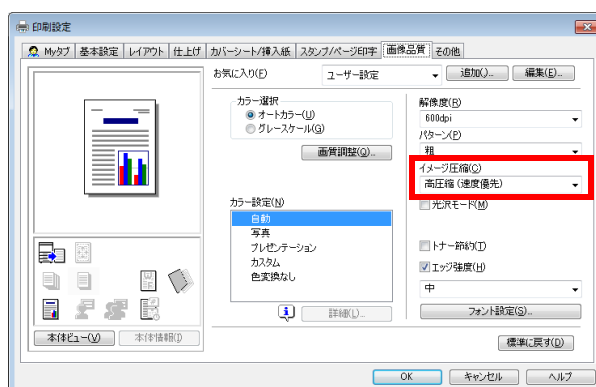 印刷設定
Myタブ 基本設定 レイアウト 仕上げ カバーシート/挿入紙 スタンプ/ページ印字 画像品質 その他
お気に入り(F) ユーザー設定 追加(.)... 編集(E)...
カラー選択
オートカラー(U)
グレースケール(G)
画質調整(Q)...
解像度(R)
600dpi
パターン(P)
粗
イメージ圧縮(C)
高圧縮 (速度優先)
光沢モード(M)
カラー設定(N)
自動
写真
プレゼンテーション
カスタム
色変換なし
詳細(L)...
トナー節約(T)
エッジ強度(H)
中
フォント設定(S)...
本体ビュー(V) 本体情報(I)
標準に戻す(D)
OK キャンセル ヘルプ